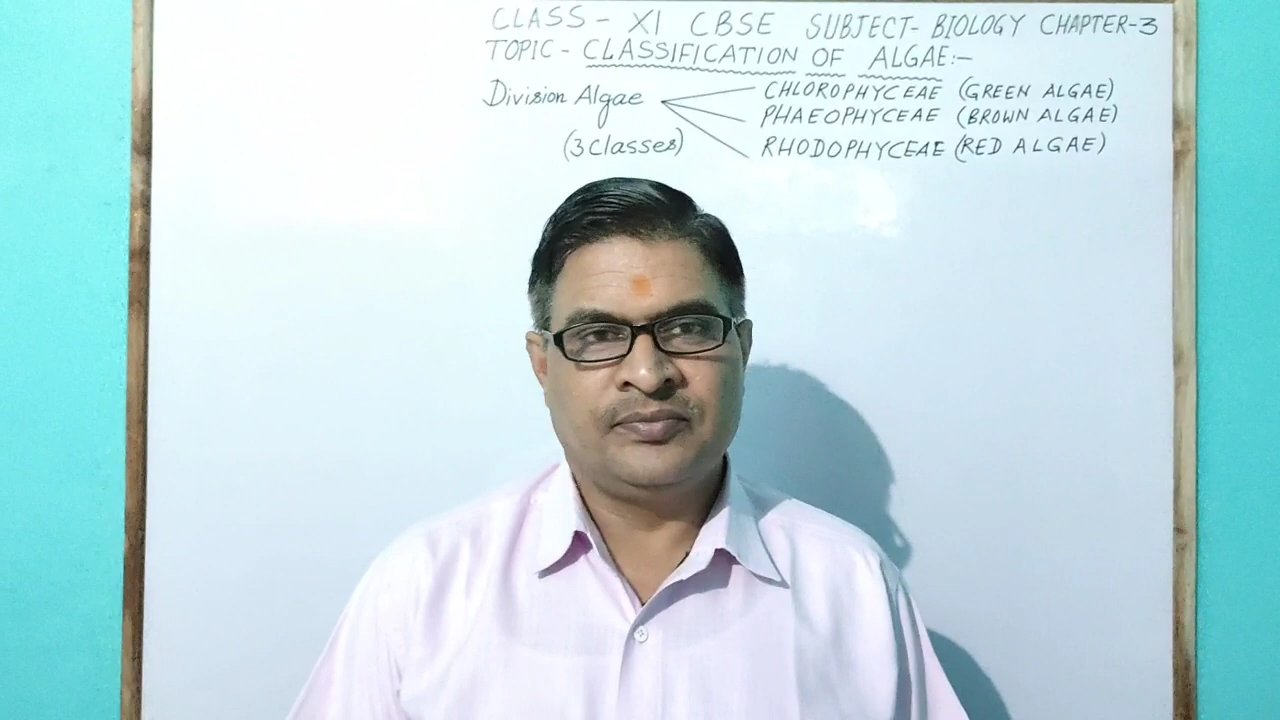 CLASS - XI CBSE SUBJECT- BIOLOGY CHAPTER-3
TOPIC - CLASSIFICATION OF ALGAE:-
Division Algae
(3 Classes)
CHLOROPHYCEAE (GREEN ALGAE)
PHAEOPHYCEAE (BROWN ALGAE)
RHODOPHYCEAE (RED ALGAE)